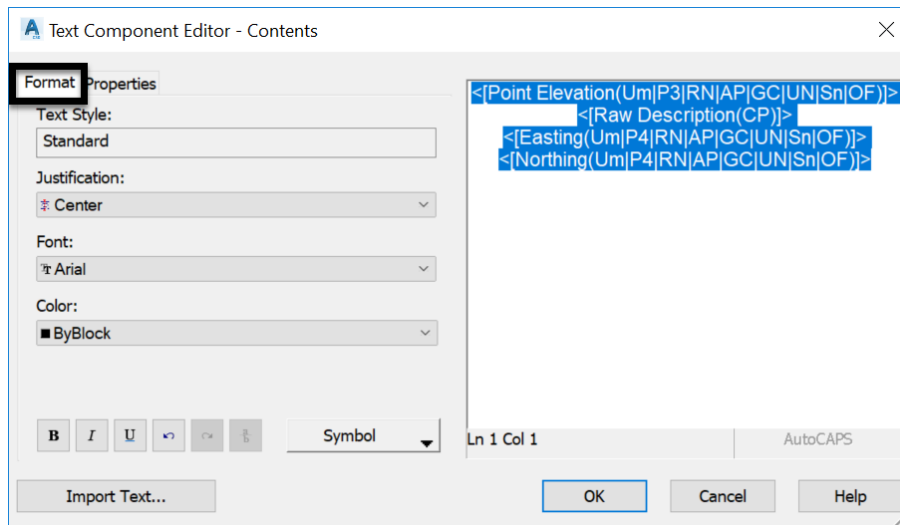 Text Component Editor - Contents
Format Properties
Text Style:
Standard
Justification:
Center
Font:
Arial
Color:
ByBlock
B I U
Symbol
Import Text...
<[Point Elevation(Um|P3|RN|AP|GC|UN|Sn|OF)]>
<[Raw Description(CP)]>
<[Easting(Um|P4|RN|AP|GC|UN|Sn|OF)]>
<[Northing(Um|P4|RN|AP|GC|UN|Sn|OF)]>
Ln 1 Col 1 AutoCAPS
OK Cancel Help